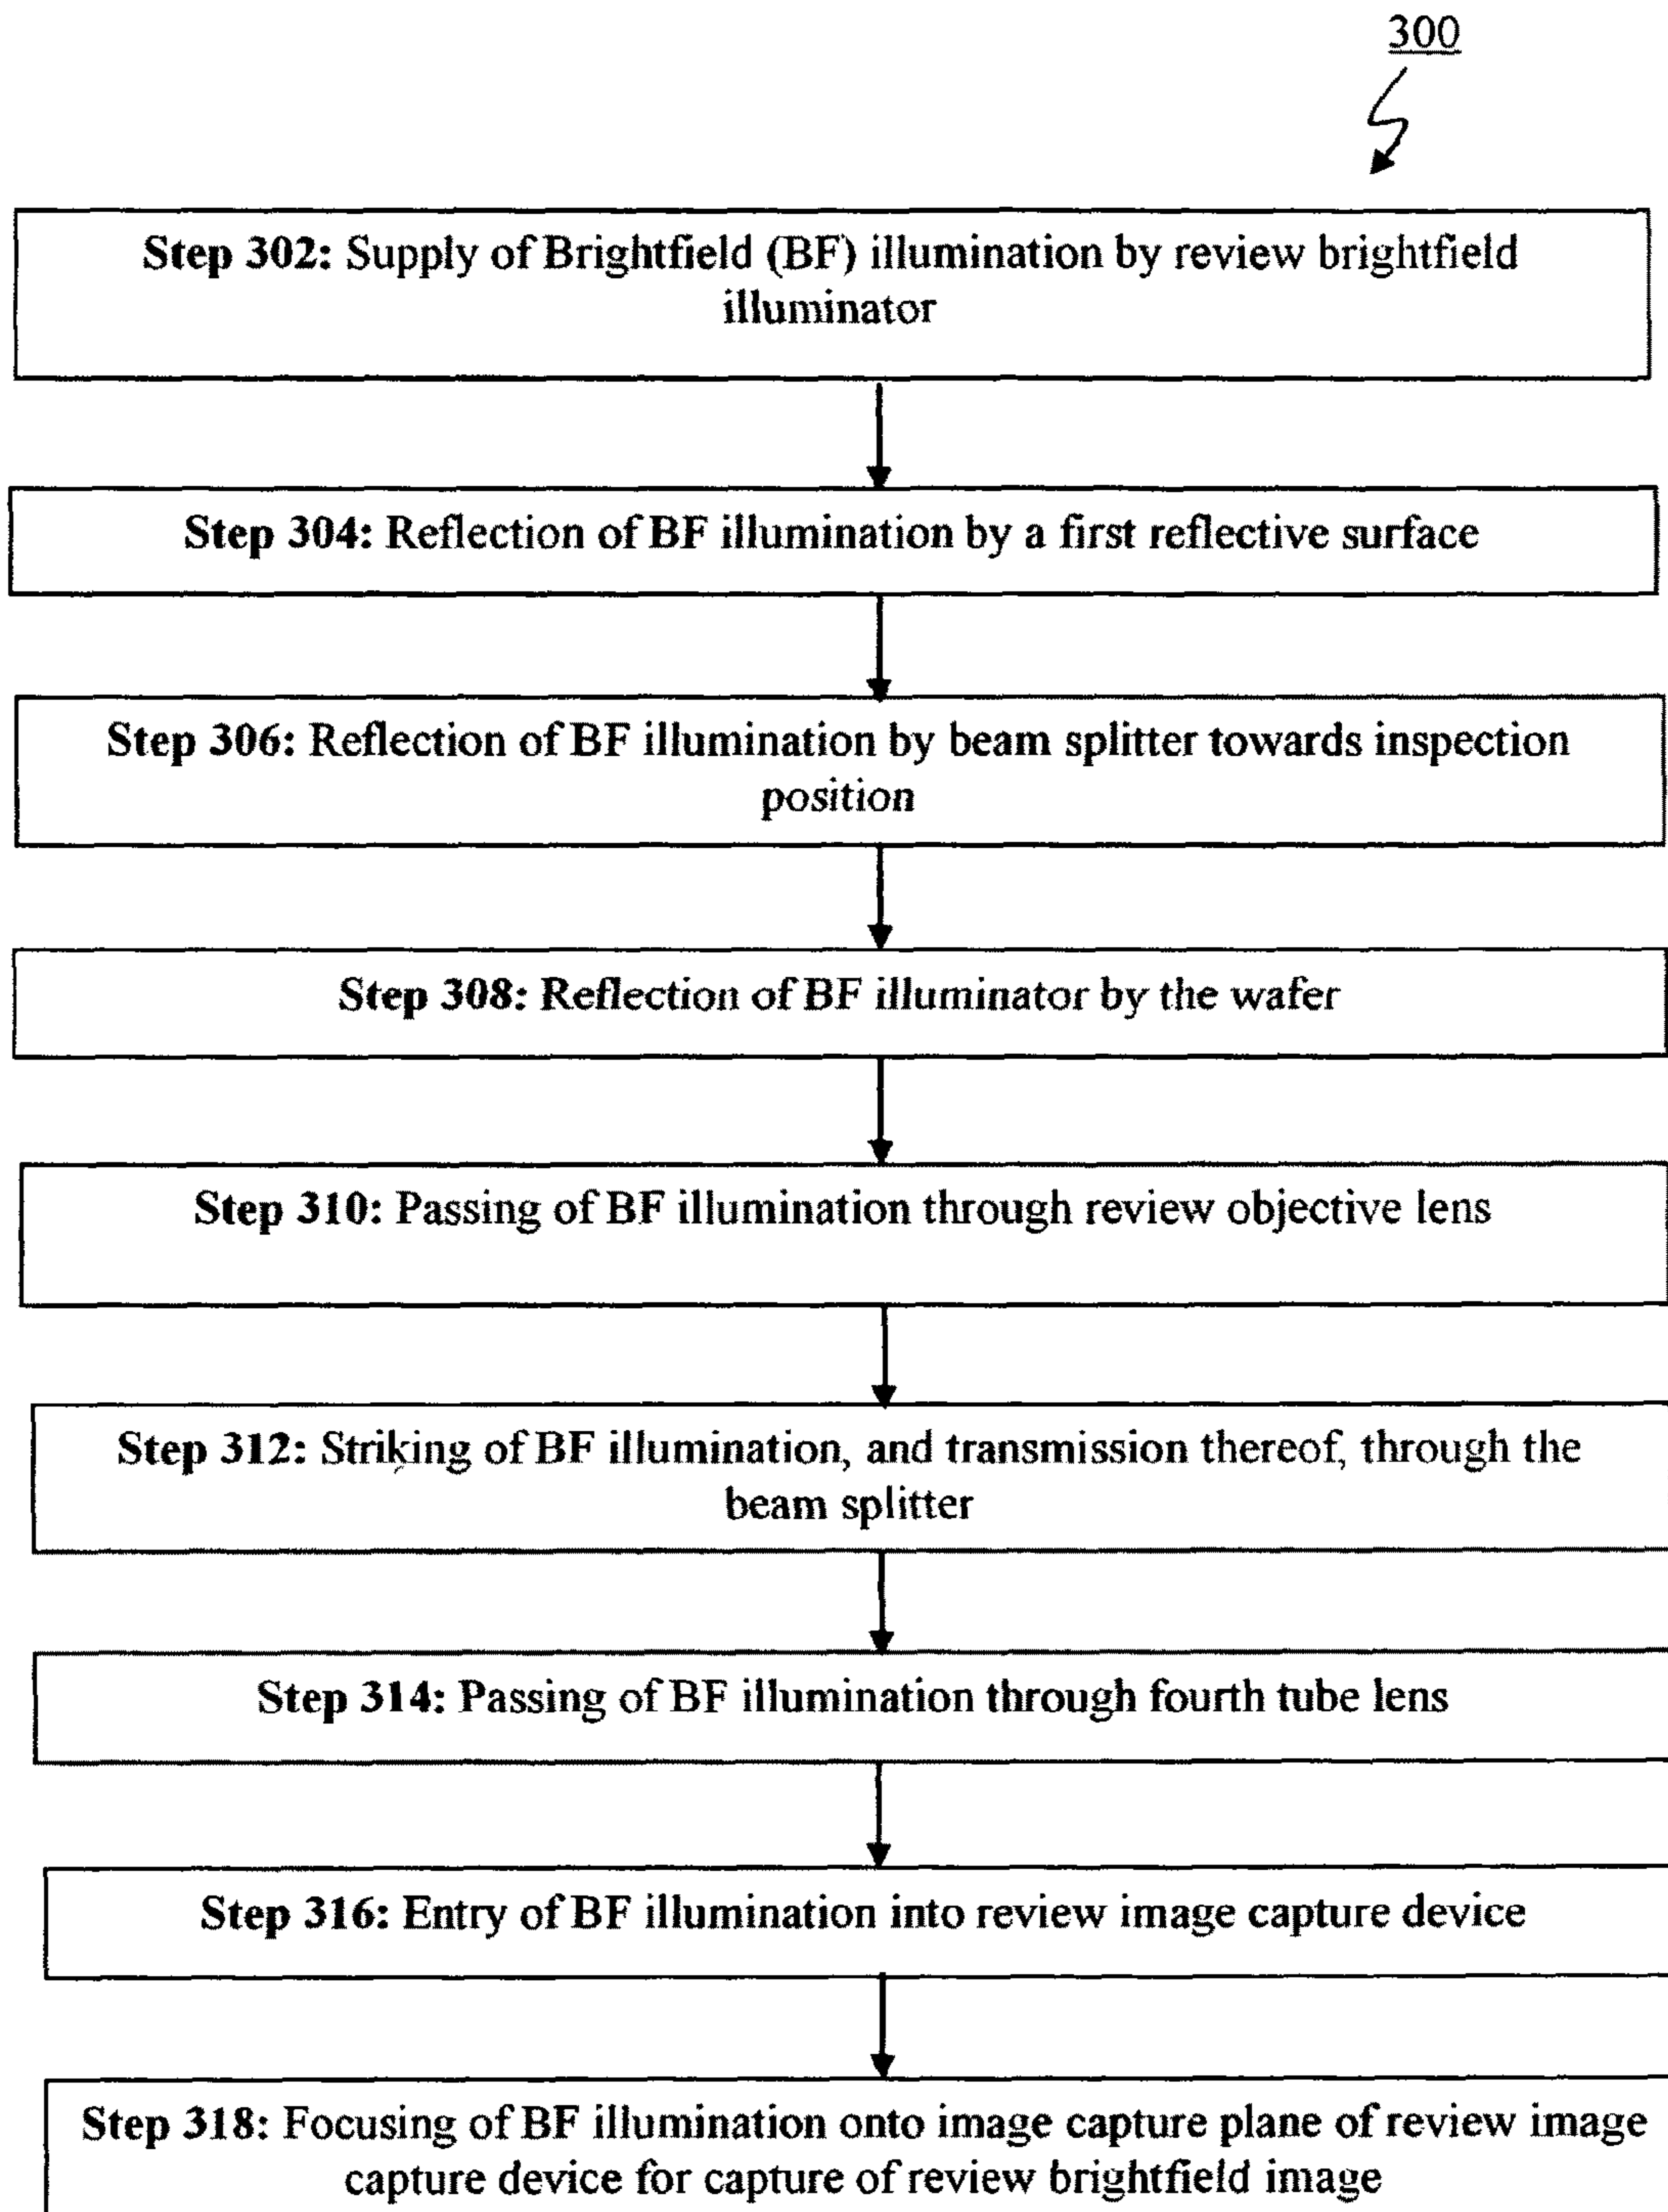 300
Step 302: Supply of Brightfield (BF) illumination by review brightfield
illuminator
Step 304: Reflection of BF illumination by a first reflective surface
Step 306: Reflection of BF illumination by beam splitter towards inspection
position
Step 308: Reflection of BF illuminator by the wafer
Step 310: Passing of BF illumination through review objective lens
Step 312: Striking of BF illumination, and transmission thereof, through the
beam splitter
Step 314: Passing of BF illumination through fourth tube lens
Step 316: Entry of BF illumination into review image capture device
Step 318: Focusing of BF illumination onto image capture plane of review image
capture device for capture of review brightfield image